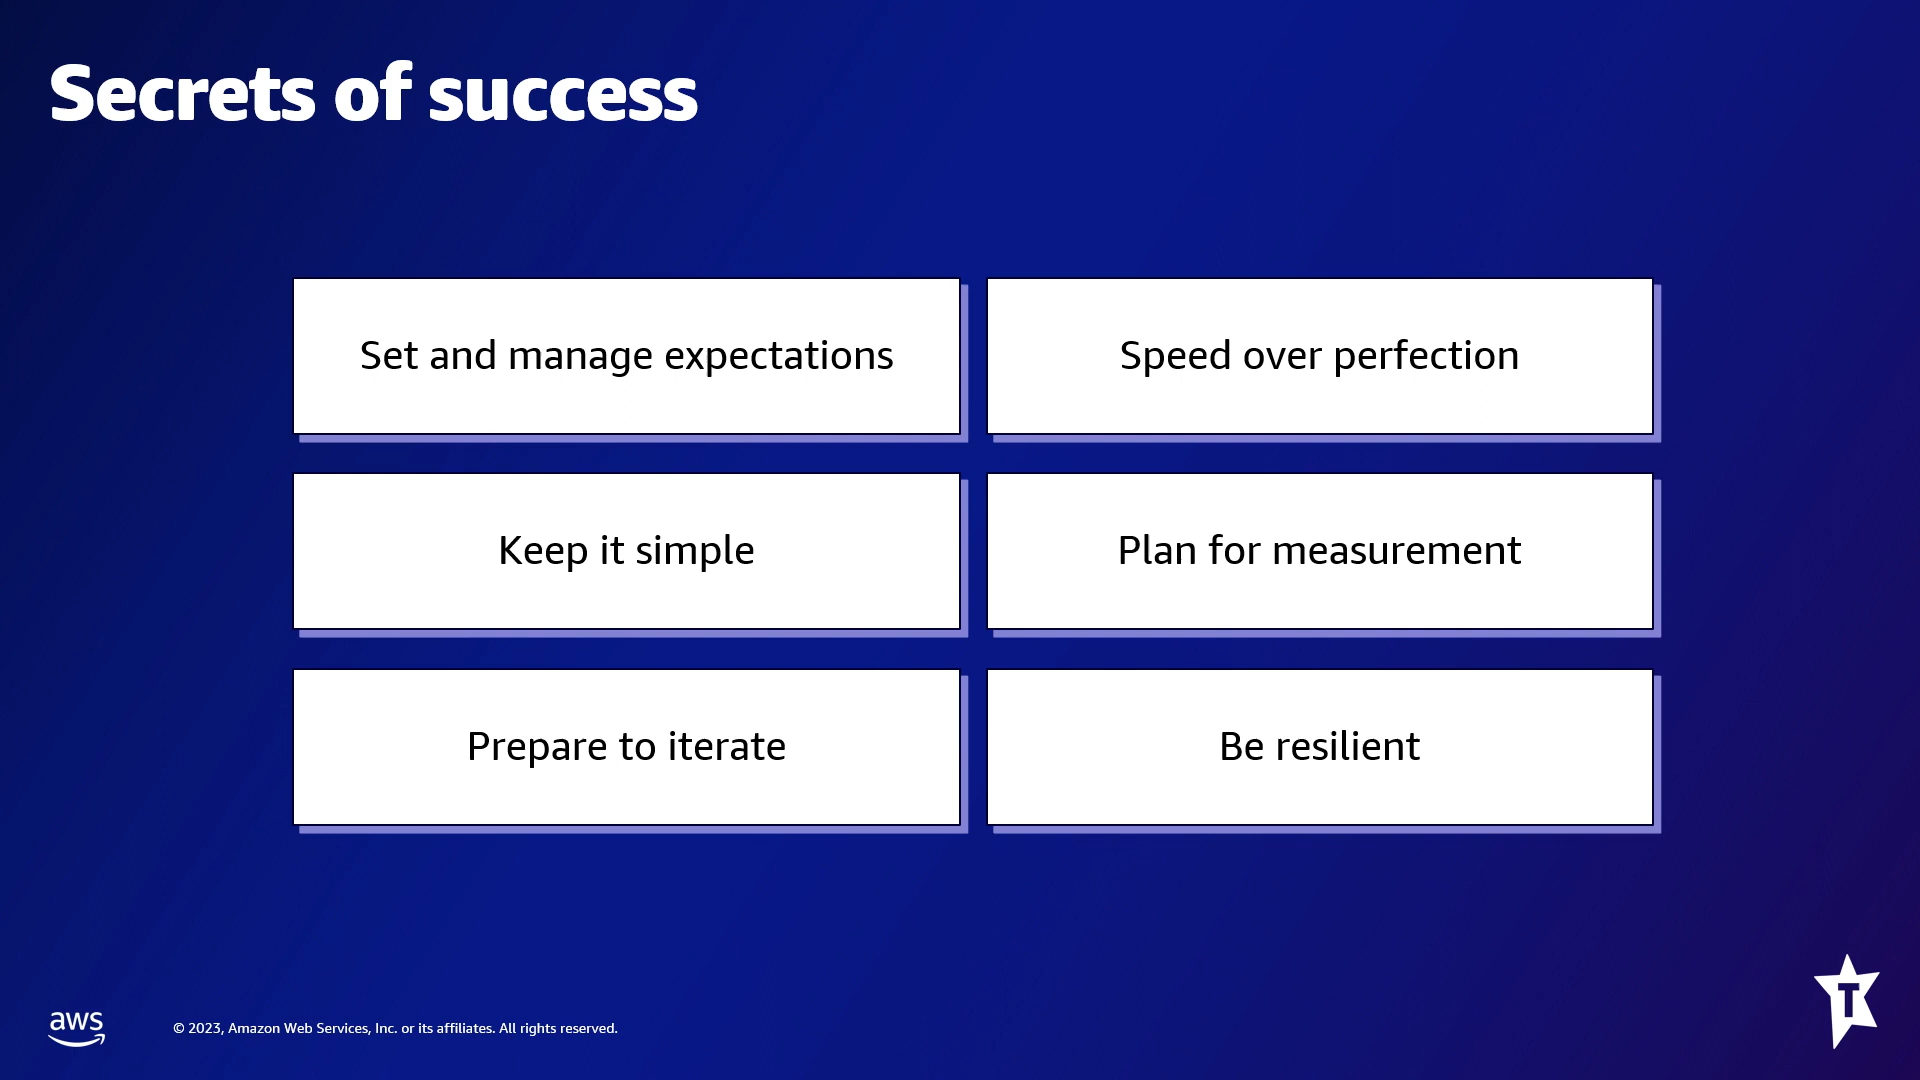 Secrets of success
Set and manage expectations
Speed over perfection
Keep it simple
Plan for measurement
Prepare to iterate
Be resilient
aws
© 2023, Amazon Web Services, Inc. or its affiliates. All rights reserved.
T